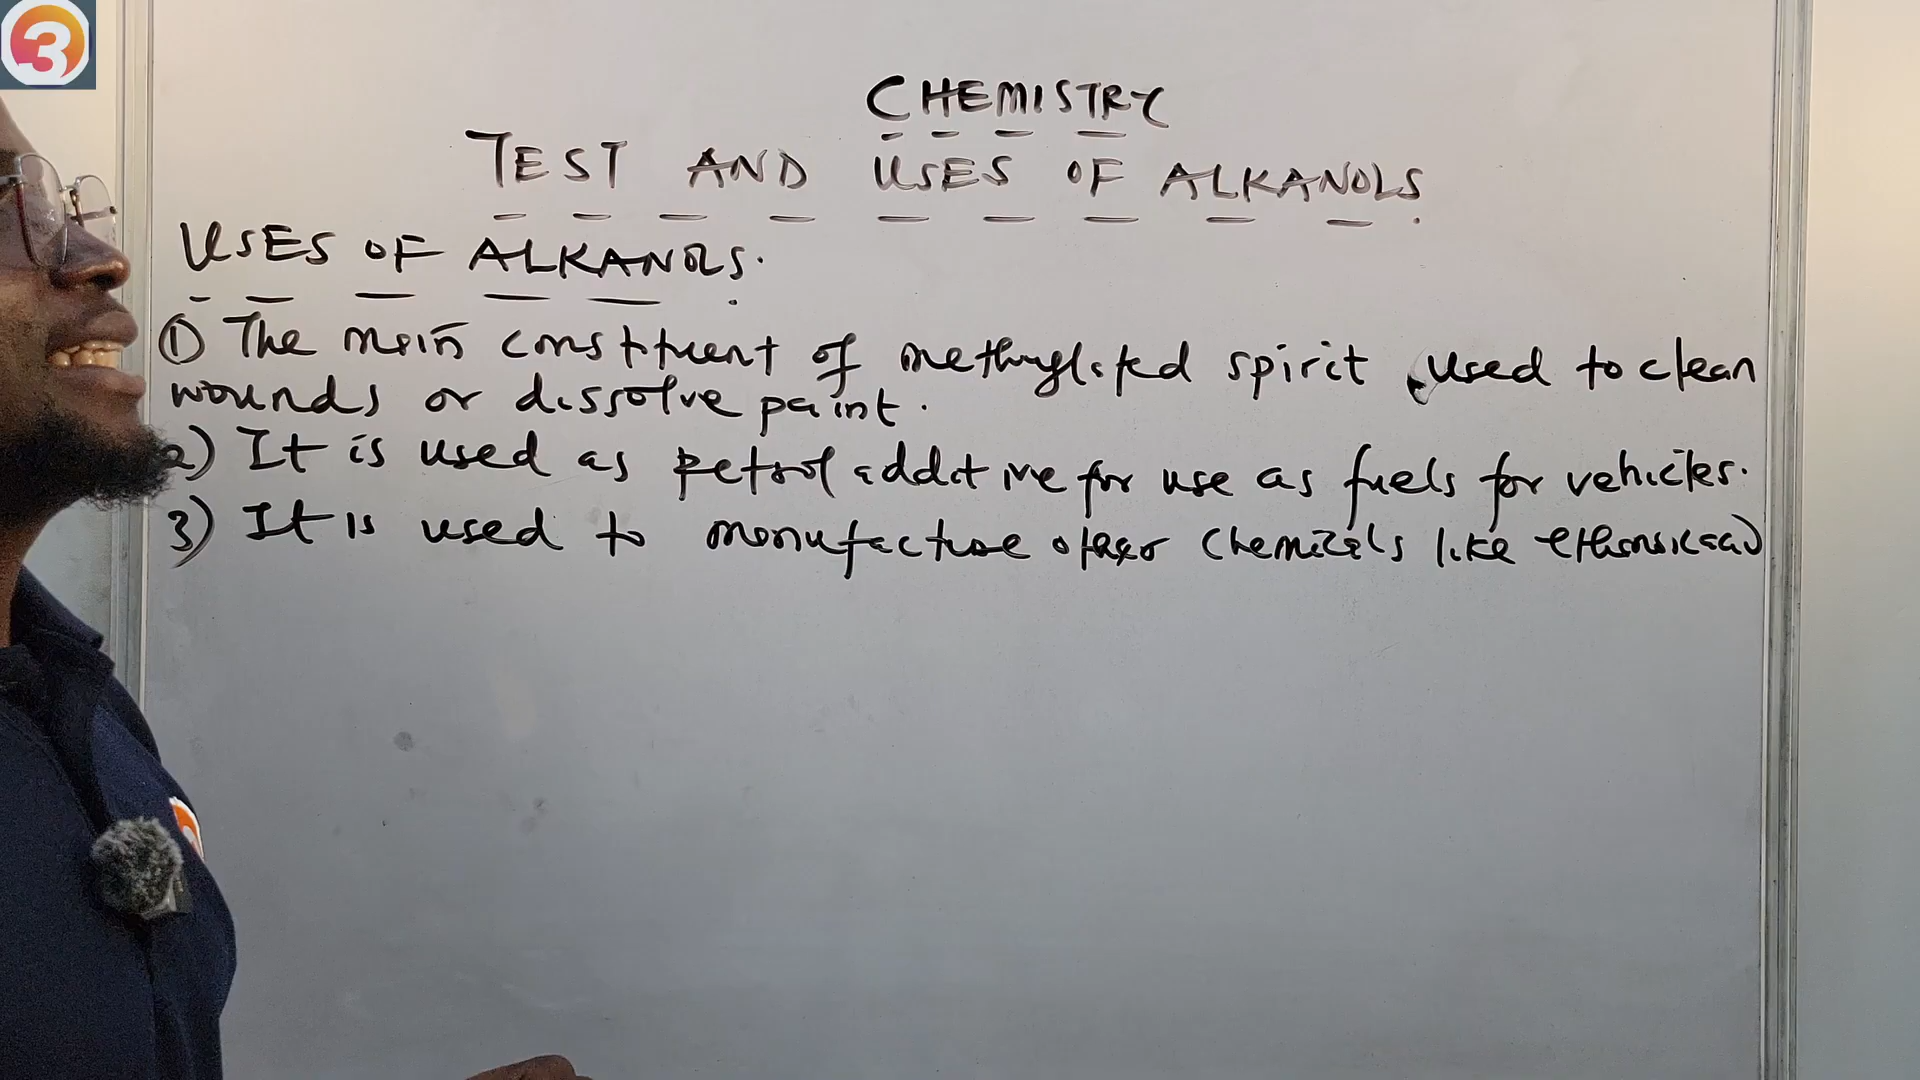 3
CHEMISTRY
TEST AND USES OF ALKANOLS
USES OF ALKANOLS.
① The main constituent of methylated spirit used to clean
wounds or dissolve paint.
2) It is used as petrol additive for use as fuels for vehicles.
3) It is used to manufacture other chemicals like ethanoic acid